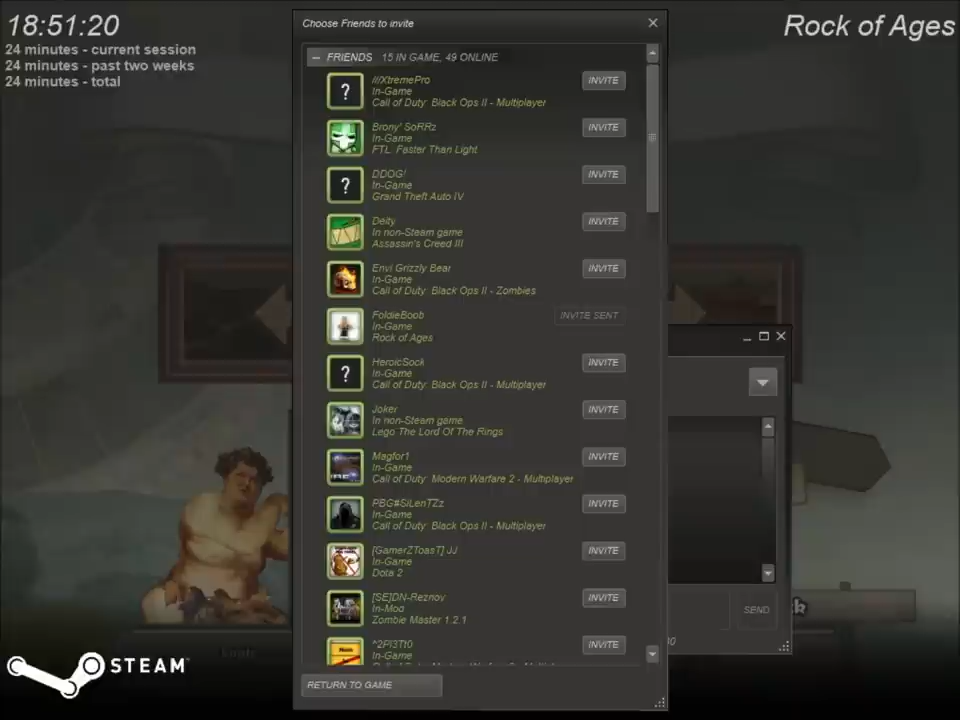 18:51:20
24 minutes - current session
24 minutes - past two weeks
24 minutes - total
Rock of Ages
Choose Friends to invite
FRIENDS 15 IN GAME, 49 ONLINE
///XtremePro
In-Game
Call of Duty: Black Ops II - Multiplayer
INVITE
Brony' SoRRz
In-Game
FTL: Faster Than Light
INVITE
DDOG!
In-Game
Grand Theft Auto IV
INVITE
Deity
In non-Steam game
Assassin's Creed III
INVITE
Envi Grizzly Bear
In-Game
Call of Duty: Black Ops II - Zombies
INVITE
FoldieBoob
In-Game
Rock of Ages
INVITE SENT
HeroicSock
In-Game
Call of Duty: Black Ops II - Multiplayer
INVITE
Joker
In non-Steam game
Lego The Lord Of The Rings
INVITE
Magfor1
In-Game
Call of Duty: Modern Warfare 2 - Multiplayer
INVITE
PBG#SiLenTZz
In-Game
Call of Duty: Black Ops II - Multiplayer
INVITE
[GamerZToasT] JJ
In-Game
Dota 2
INVITE
[SE]DN-Reznov
In-Mod
Zombie Master 1.2.1
INVITE
^2Pl3Tt0
In-Game
INVITE
SEND
RETURN TO GAME
STEAM